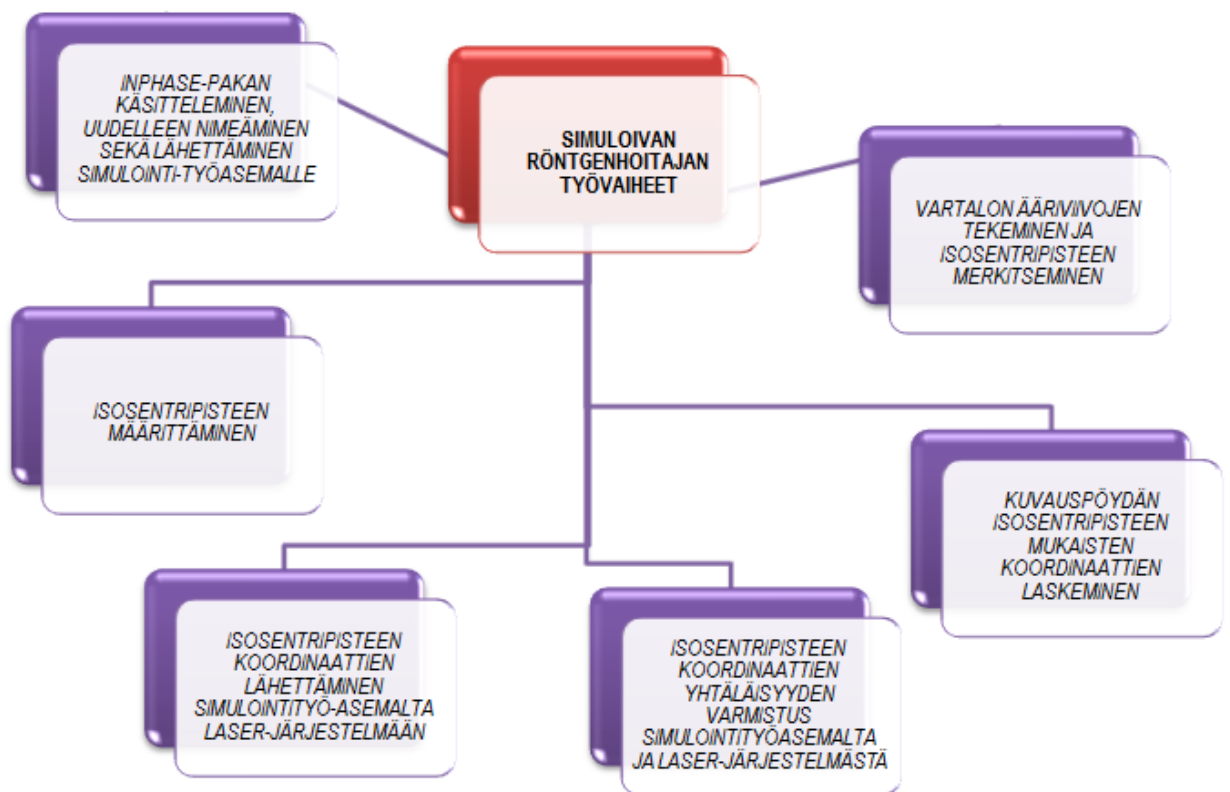 INPHASE-PAKAN
KÄSITTELEMINEN,
UUDELLEEN NIMEÄMINEN
SEKÄ LÄHETTÄMINEN
SIMULOINTI-TYÖASEMALLE
SIMULOIVAN
RÖNTGENHOITAJAN
TYÖVAIHEET
VARTALON ÄÄRIVIIVOJEN
TEKEMINEN JA
ISOSENTRIPISTEEN
MERKITSEMINEN
ISOSENTRIPISTEEN
MÄÄRITTÄMINEN
KUVAUSPÖYDÄN
ISOSENTRIPISTEEN
MUKAISTEN
KOORDINAATTIEN
LASKEMINEN
ISOSENTRIPISTEEN
KOORDINAATTIEN
LÄHETTÄMINEN
SIMULOINTITYÖ-ASEMALTA
LASER-JÄRJESTELMÄÄN
ISOSENTRIPISTEEN
KOORDINAATTIEN
YHTÄLÄISYYDEN
VARMISTUS
SIMULOINTITYÖASEMALTA
JA LASER-JÄRJESTELMÄSTÄ